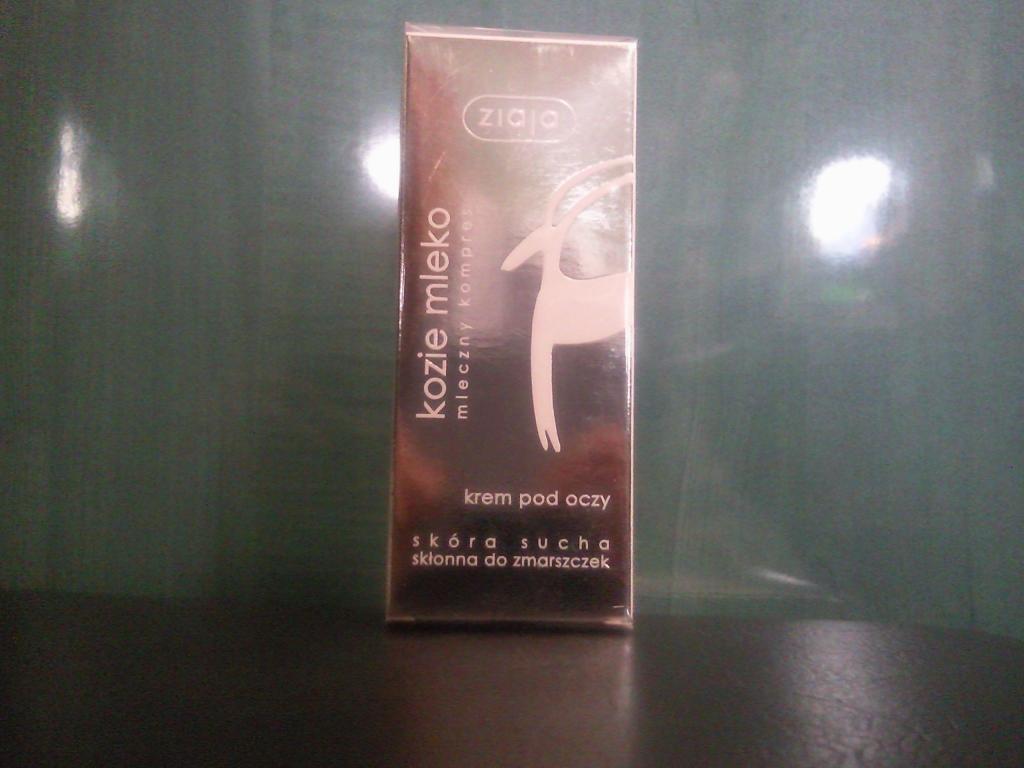 ziaja
kozie mleko
mleczny kompres
krem pod oczy
skóra sucha
skłonna do zmarszczek